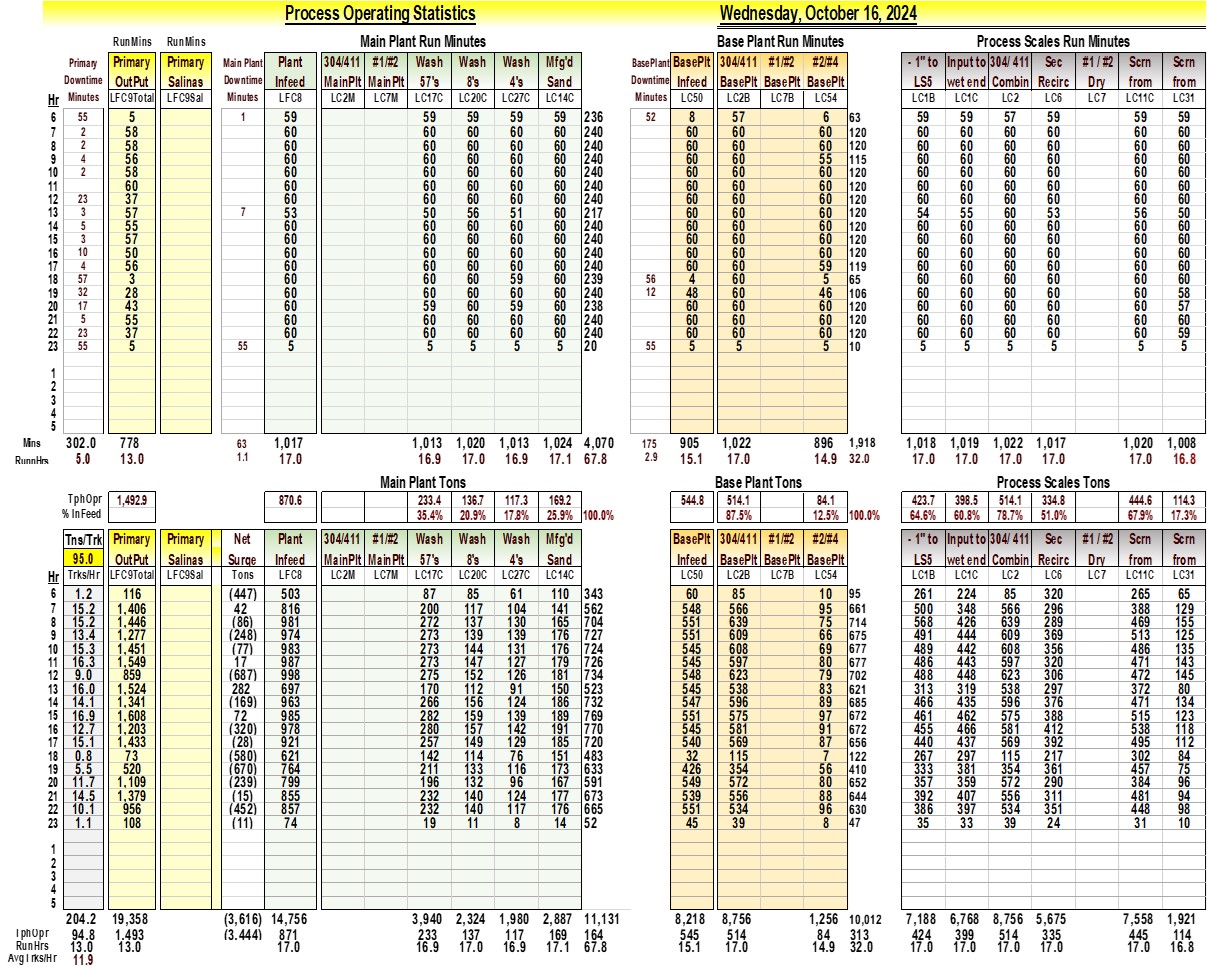 Process Operating Statistics Wednesday, October 16, 2024
RunMins RunMins Main Plant Run Minutes Base Plant Run Minutes Process Scales Run Minutes
Primary Primary Primary Main Plant Plant 304/411 #1/#2 Wash Wash Wash Mfg'd BasePlant BasePlt 304/411 #1/#2 #2/#4 - 1" to Input to 304/ 411 Sec #1 / #2 Scrn Scrn
Downtime OutPut Salinas Downtime Infeed MainPlt MainPlt 57's 8's 4's Sand Downtime Infeed BasePlt BasePlt BasePlt LS5 wet end Combin Recirc Dry from from
Hr Minutes LFC9Total LFC9Sal Minutes LFC8 LC2M LC7M LC17C LC20C LC27C LC14C Minutes LC50 LC2B LC7B LC54 LC1B LC1C LC2 LC6 LC7 LC11C LC31
6 55 5 1 59 59 59 59 59 236 52 8 57 6 63 59 59 57 59 59 59
7 2 58 60 60 60 60 60 240 60 60 60 120 60 60 60 60 60 60
8 2 58 60 60 60 60 60 240 60 60 60 120 60 60 60 60 60 60
9 4 56 60 60 60 60 60 240 60 60 55 115 60 60 60 60 60 60
10 2 58 60 60 60 60 60 240 60 60 60 120 60 60 60 60 60 60
11 60 60 60 60 60 60 240 60 60 60 120 60 60 60 60 60 60
12 23 37 60 60 60 60 60 240 60 60 60 120 60 60 60 60 60 60
13 3 57 7 53 50 56 51 60 217 60 60 60 120 54 55 60 53 56 50
14 5 55 60 60 60 60 60 240 60 60 60 120 60 60 60 60 60 60
15 3 57 60 60 60 60 60 240 60 60 60 120 60 60 60 60 60 60
16 10 50 60 60 60 60 60 240 60 60 60 120 60 60 60 60 60 60
17 4 56 60 60 60 60 60 240 60 60 59 119 60 60 60 60 60 60
18 57 3 60 60 60 59 60 239 56 4 60 5 65 60 60 60 60 60 60
19 32 28 60 60 60 60 60 240 12 48 60 46 106 60 60 60 60 60 58
20 17 43 60 59 60 59 60 238 60 60 60 120 60 60 60 60 60 57
21 5 55 60 60 60 60 60 240 60 60 60 120 60 60 60 60 60 60
22 23 37 60 60 60 60 60 240 60 60 60 120 60 60 60 60 60 59
23 55 5 55 5 5 5 5 5 20 55 5 5 5 10 5 5 5 5 5 5
1
2
3
4
5
Mins 302.0 778 63 1,017 1,013 1,020 1,013 1,024 4,070 175 905 1,022 896 1,918 1,018 1,019 1,022 1,017 1,020 1,008
RunnHrs 5.0 13.0 1.1 17.0 16.9 17.0 16.9 17.1 67.8 2.9 15.1 17.0 14.9 32.0 17.0 17.0 17.0 17.0 17.0 16.8
Main Plant Tons Base Plant Tons Process Scales Tons
TphOpr 1,492.9 870.6 233.4 136.7 117.3 169.2 544.8 514.1 84.1 423.7 398.5 514.1 334.8 444.6 114.3
% InFeed 35.4% 20.9% 17.8% 25.9% 100.0% 87.5% 12.5% 100.0% 64.6% 60.8% 78.7% 51.0% 67.9% 17.3%
Tns/Trk Primary Primary Net Plant 304/411 #1/#2 Wash Wash Wash Mfg'd BasePlt 304/411 #1/#2 #2/#4 - 1" to Input to 304/ 411 Sec #1 / #2 Scrn Scrn
95.0 OutPut Salinas Surge Infeed MainPlt MainPlt 57's 8's 4's Sand Infeed BasePlt BasePlt BasePlt LS5 wet end Combin Recirc Dry from from
Hr Trks/Hr LFC9Total LFC9Sal Tons LFC8 LC2M LC7M LC17C LC20C LC27C LC14C LC50 LC2B LC7B LC54 LC1B LC1C LC2 LC6 LC7 LC11C LC31
6 1.2 116 (447) 503 87 85 61 110 343 60 85 10 95 261 224 85 320 265 65
7 15.2 1,406 42 816 200 117 104 141 562 548 566 95 661 500 348 566 296 388 129
8 15.2 1,446 (86) 981 272 137 130 165 704 551 639 75 714 568 426 639 289 469 155
9 13.4 1,277 (248) 974 273 139 139 176 727 551 609 66 675 491 444 609 369 513 125
10 15.3 1,451 (77) 983 273 144 131 176 724 545 608 69 677 489 442 608 356 486 135
11 16.3 1,549 17 987 273 147 127 179 726 545 597 80 677 486 443 597 320 471 143
12 9.0 859 (687) 998 275 152 126 181 734 548 623 79 702 488 448 623 306 472 145
13 16.0 1,524 282 697 170 112 91 150 523 545 538 83 621 313 319 538 297 372 80
14 14.1 1,341 (169) 963 266 156 124 186 732 547 596 89 685 466 435 596 376 471 134
15 16.9 1,608 72 985 282 159 139 189 769 551 575 97 672 461 462 575 388 515 123
16 12.7 1,203 (320) 978 280 157 142 191 770 545 581 91 672 455 466 581 412 538 118
17 15.1 1,433 (28) 921 257 149 129 185 720 540 569 87 656 440 437 569 392 495 112
18 0.8 73 (580) 621 142 114 76 151 483 32 115 7 122 267 297 115 217 302 84
19 5.5 520 (670) 764 211 133 116 173 633 426 354 56 410 333 381 354 361 457 75
20 11.7 1,109 (239) 799 196 132 96 167 591 549 572 80 652 357 359 572 290 384 96
21 14.5 1,379 (15) 855 232 140 124 177 673 539 556 88 644 392 407 556 311 481 94
22 10.1 956 (452) 857 232 140 117 176 665 551 534 96 630 386 397 534 351 448 98
23 1.1 108 (11) 74 19 11 8 14 52 45 39 8 47 35 33 39 24 31 10
1
2
3
4
5
204.2 19,358 (3,616) 14,756 3,940 2,324 1,980 2,887 11,131 8,218 8,756 1,256 10,012 7,188 6,768 8,756 5,675 7,558 1,921
TphOpr 94.8 1,493 (3,444) 871 233 137 117 169 164 545 514 84 313 424 399 514 335 445 114
RunHrs 13.0 13.0 17.0 16.9 17.0 16.9 17.1 67.8 15.1 17.0 14.9 32.0 17.0 17.0 17.0 17.0 17.0 16.8
AvgTrks/Hr 11.9